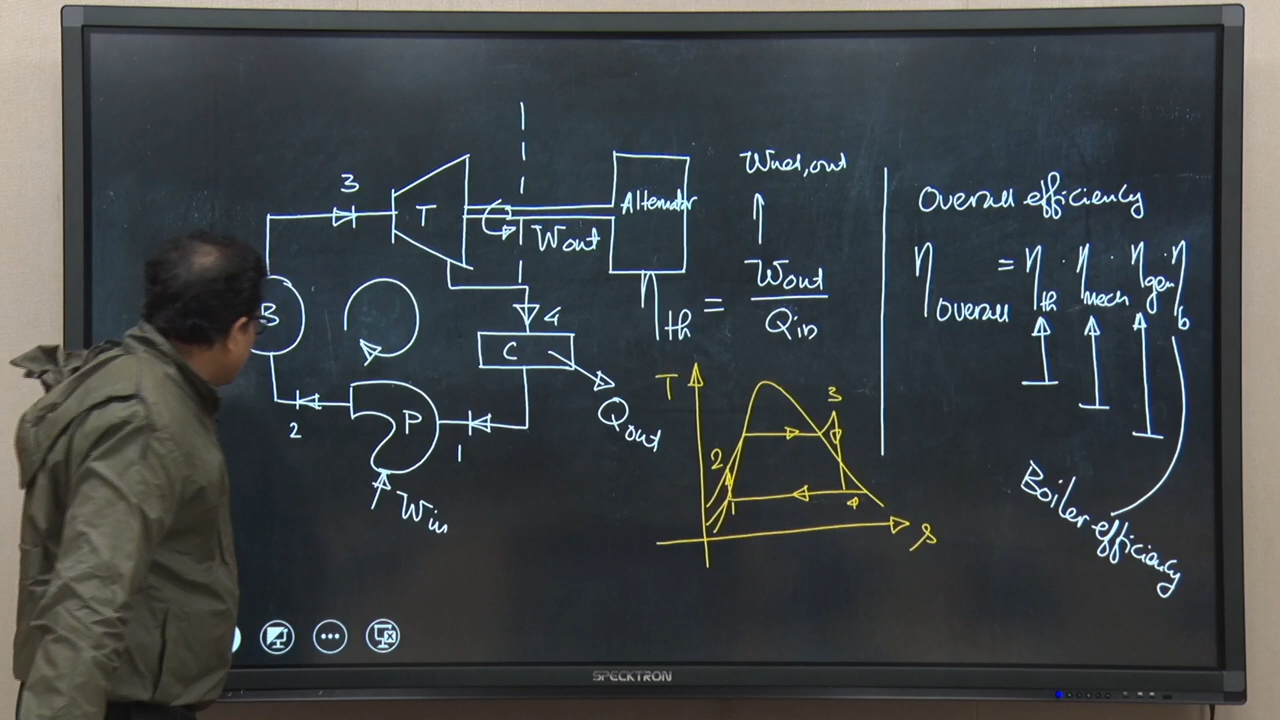 3
T
Wout
Alternator
B
4
C
Qout
2
P
1
Win
Wnet,out
ηth = Wout / Qin
T
3
2
1
4
s
Overall efficiency
ηoverall = ηth · ηmech · ηgen · ηb
Boiler efficiency
SPECKTRON